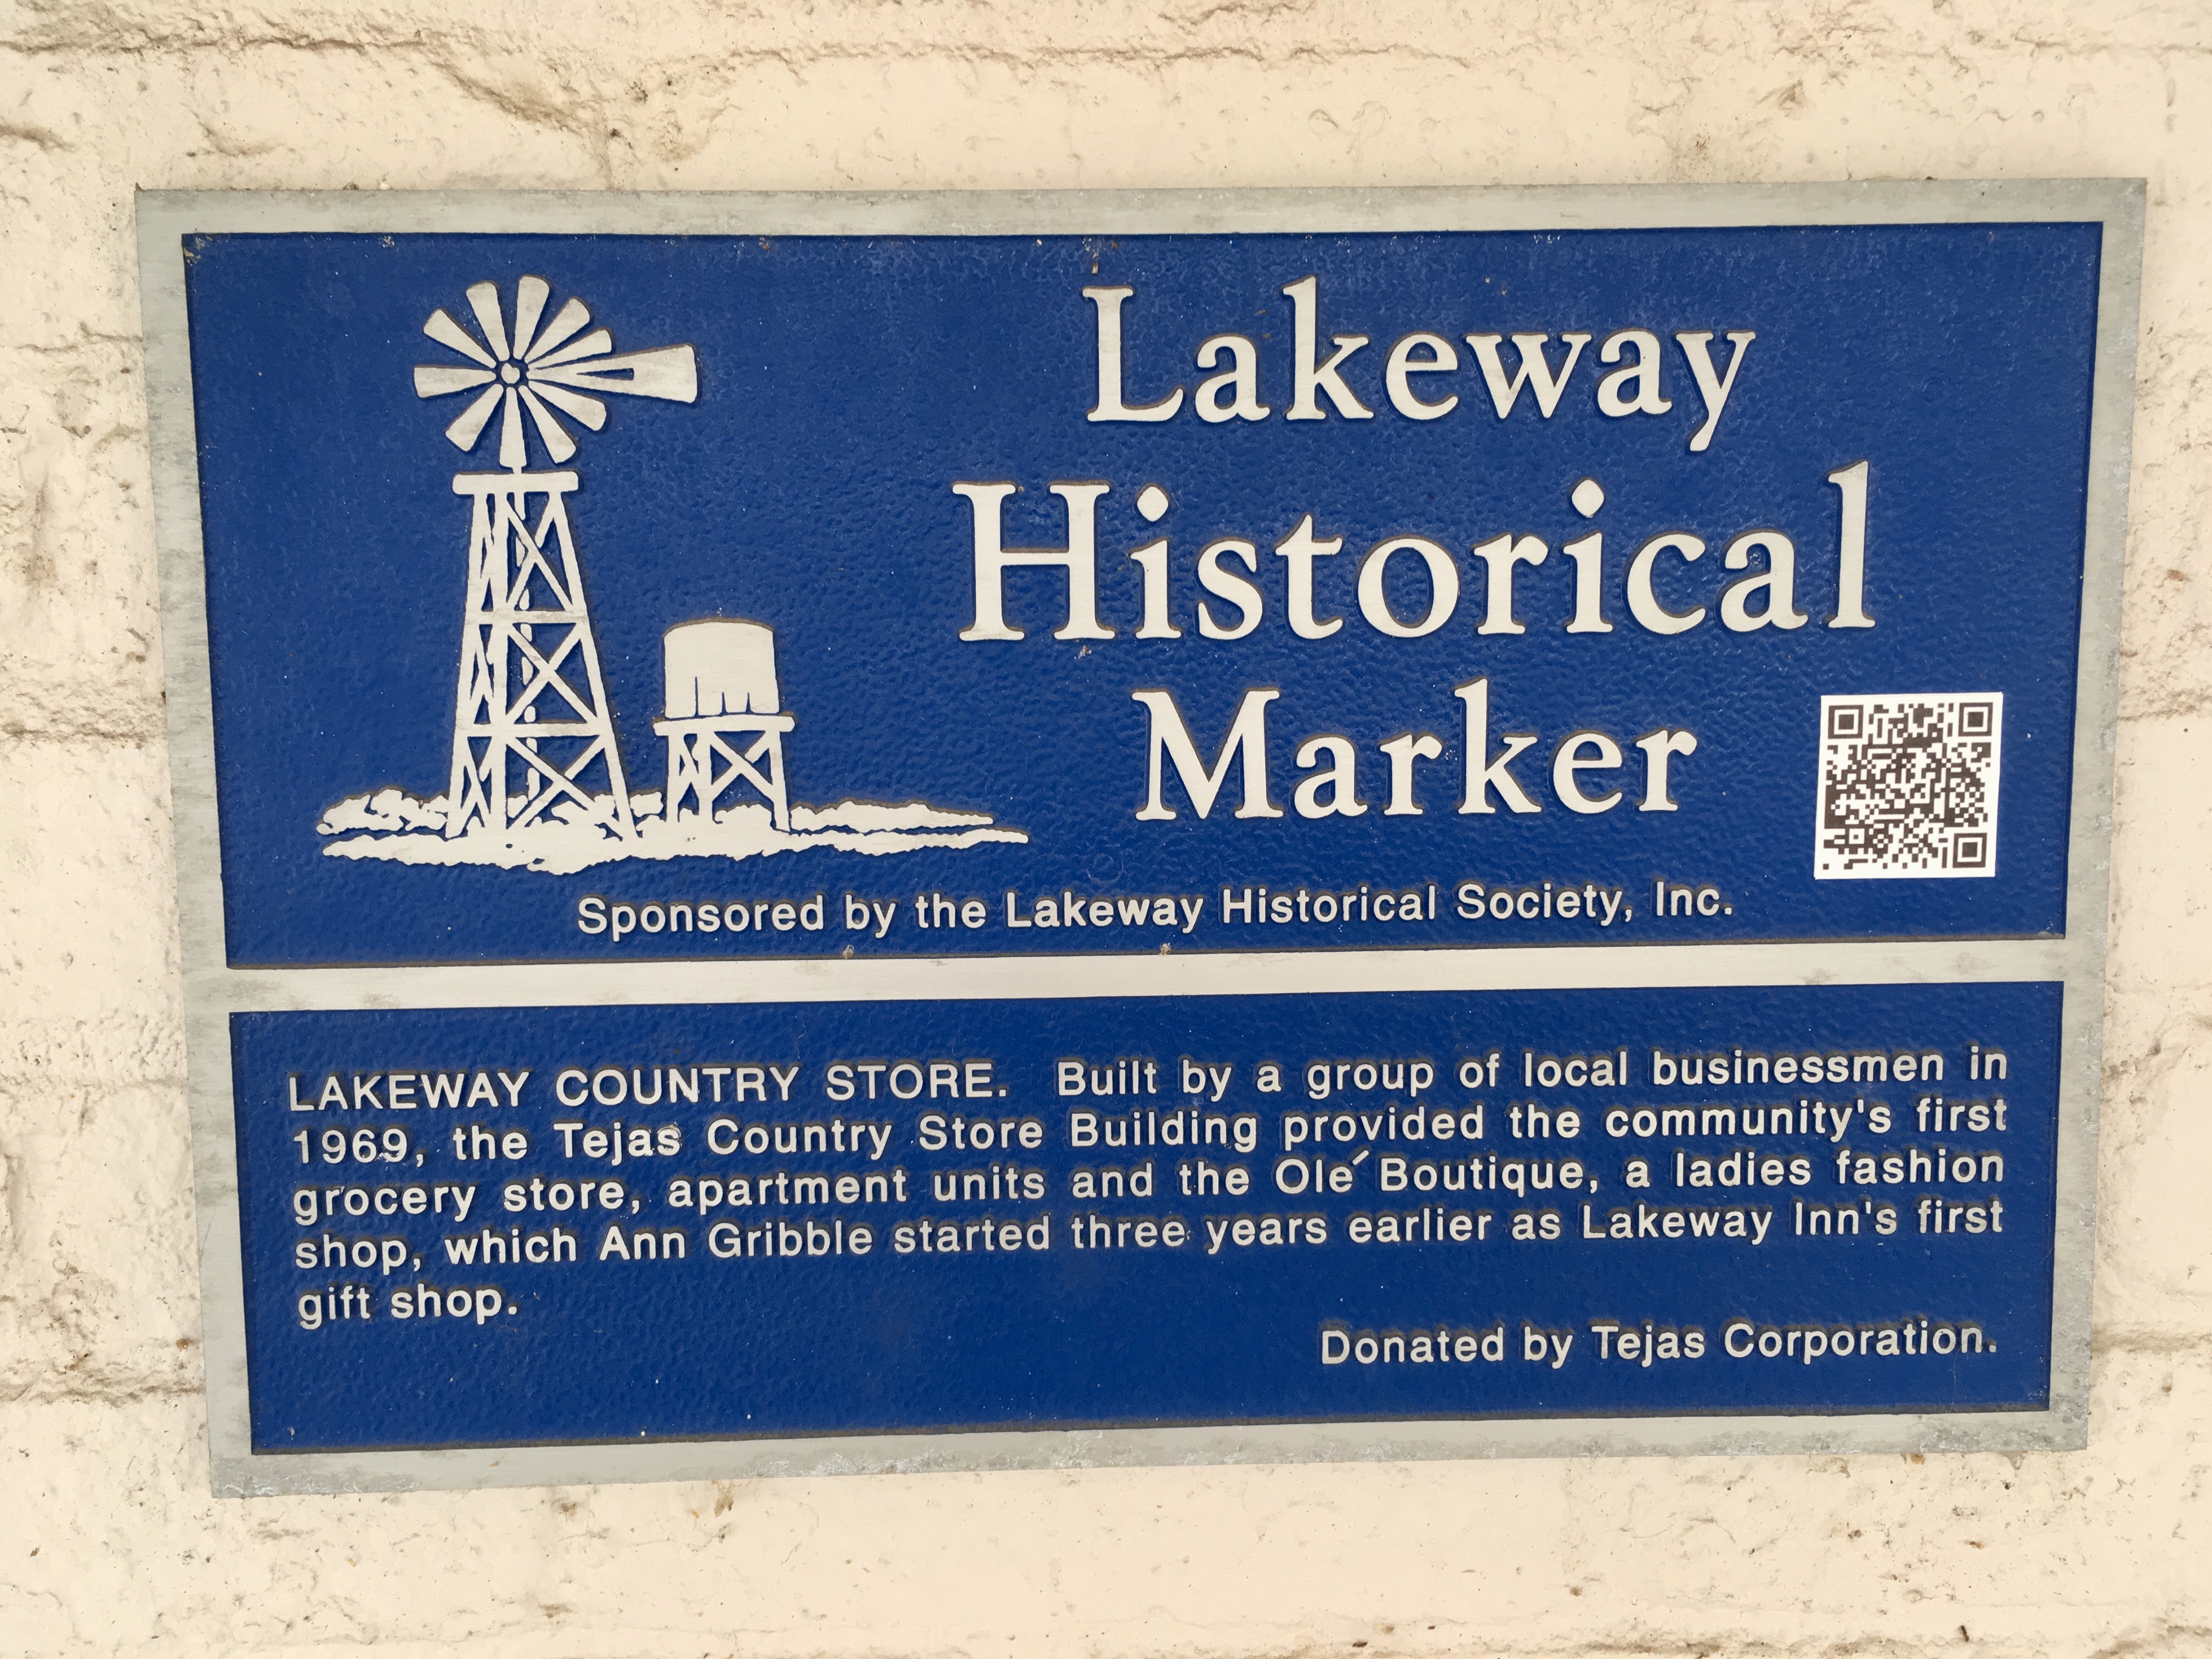 Lakeway
Historical
Marker
Sponsored by the Lakeway Historical Society, Inc.
LAKEWAY COUNTRY STORE. Built by a group of local businessmen in
1969, the Tejas Country Store Building provided the community's first
grocery store, apartment units and the Olé Boutique, a ladies fashion
shop, which Ann Gribble started three years earlier as Lakeway Inn's first
gift shop.
Donated by Tejas Corporation.